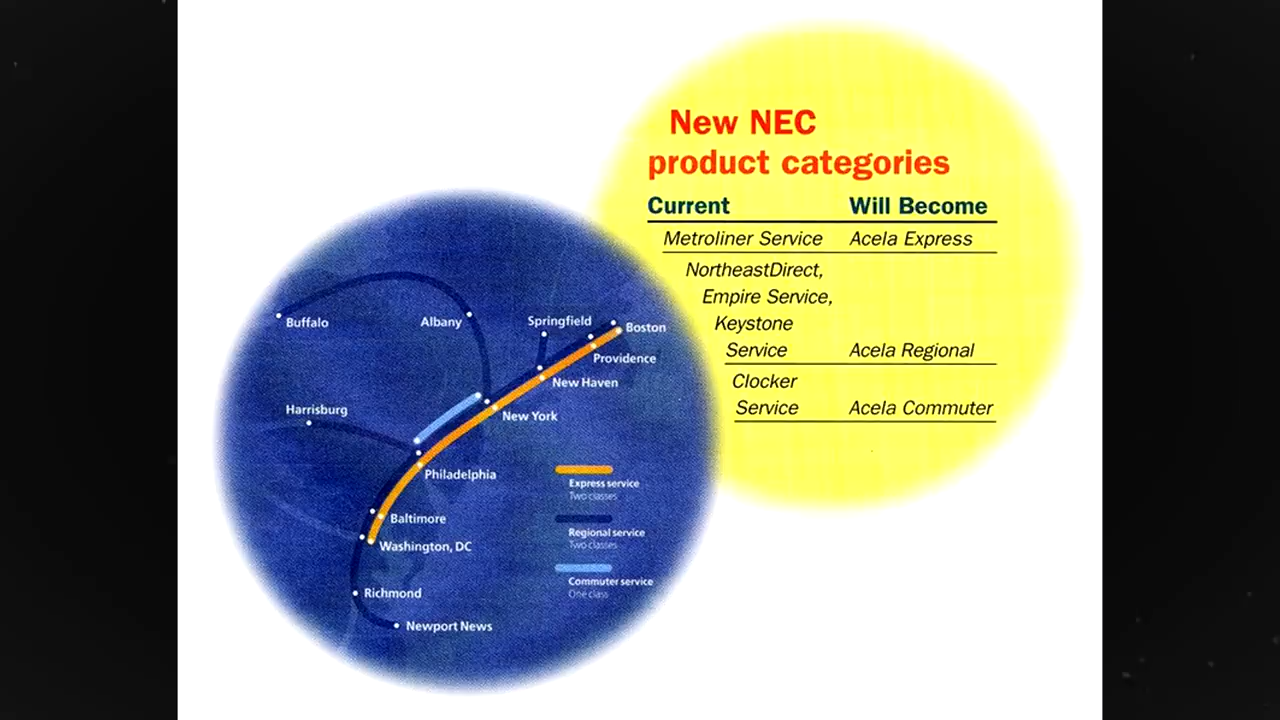 New NEC
product categories
Current Will Become
Metroliner Service Acela Express
NortheastDirect,
Empire Service,
Keystone
Service Acela Regional
Clocker
Service Acela Commuter
Buffalo
Albany
Springfield
Boston
Providence
New Haven
Harrisburg
New York
Philadelphia
Baltimore
Washington, DC
Richmond
Newport News
Express service
Two classes
Regional service
Two classes
Commuter service
One class